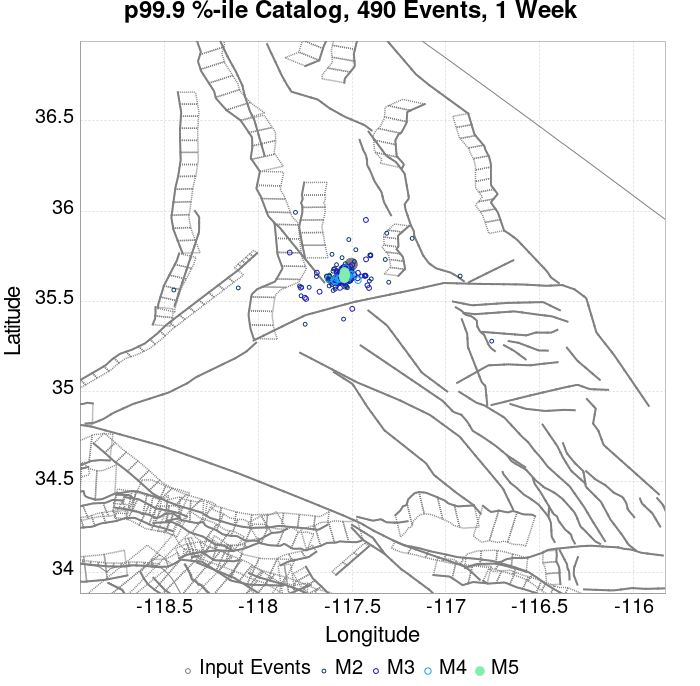 p99.9 %-ile Catalog, 490 Events, 1 Week
36.5
36
35.5
35
34.5
34
Latitude
-118.5 -118 -117.5 -117 -116.5 -116
Longitude
Input Events M2 M3 M4 M5